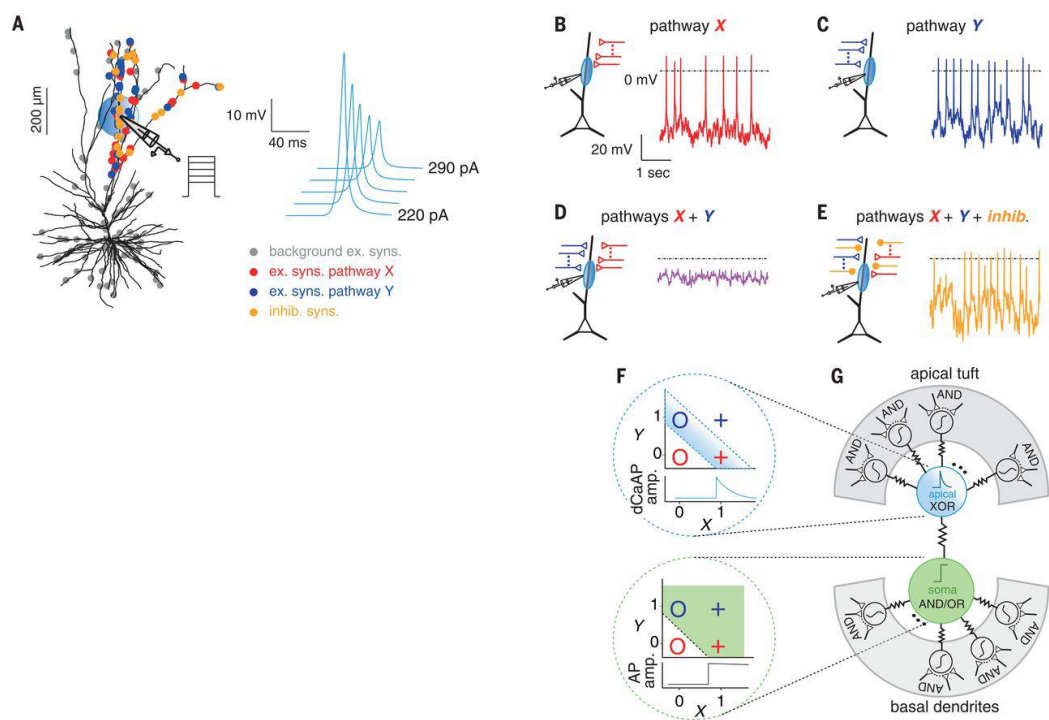 A
200 µm
10 mV
40 ms
290 pA
220 pA
background ex. syns.
ex. syns. pathway X
ex. syns. pathway Y
inhib. syns.
B
pathway X
0 mV
20 mV
1 sec
C
pathway Y
D
pathways X + Y
E
pathways X + Y + inhib.
F
1
Y
0
O +
O +
dCaAP
amp.
0 1
X
1
Y
0
O +
O +
AP
amp.
0 1
X
G
apical tuft
AND
AND
AND
AND
apical
XOR
soma
AND/OR
AND
AND
AND
AND
basal dendrites